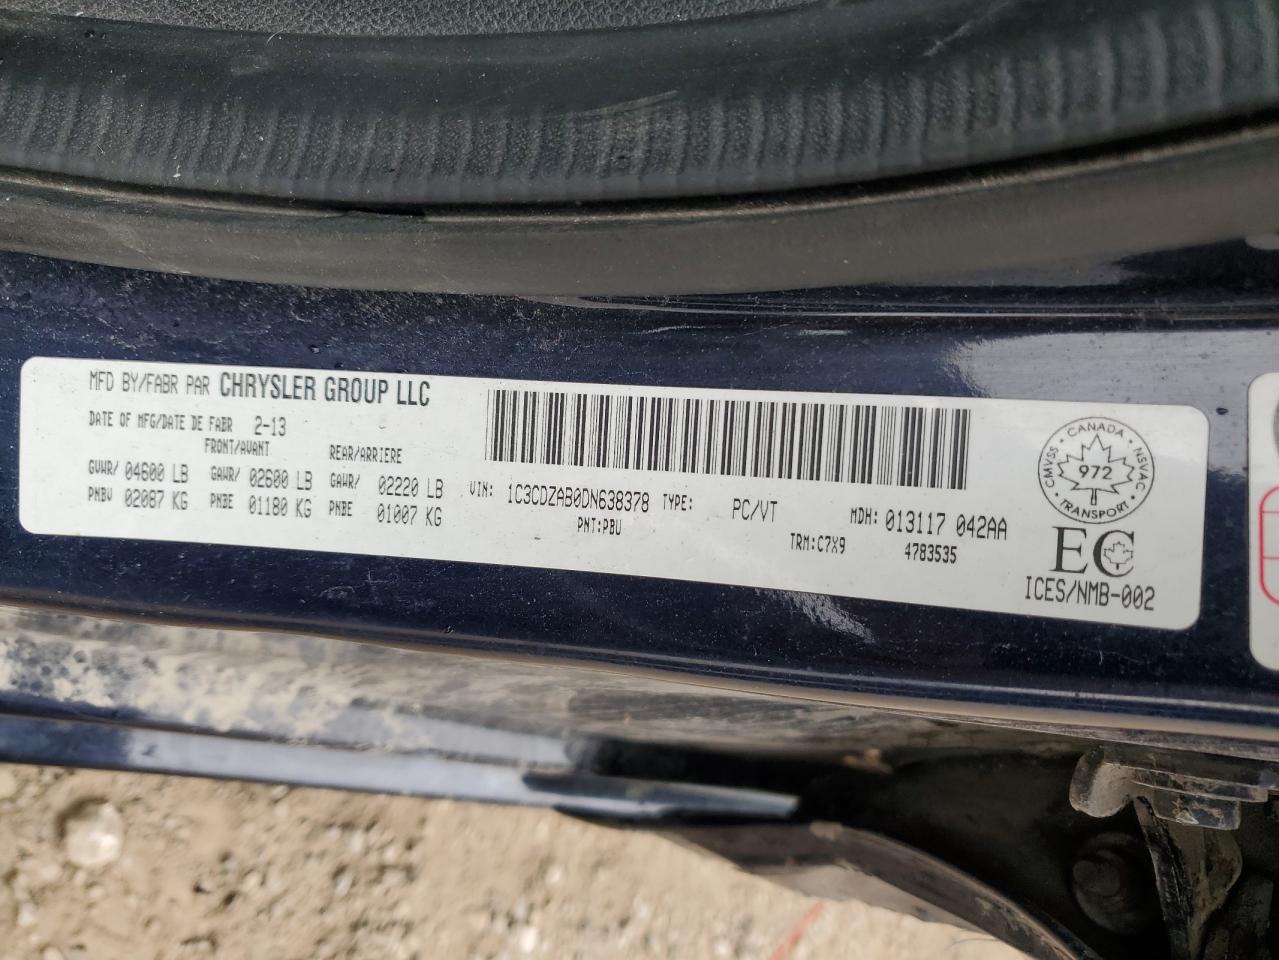 MFD BY/FABR PAR CHRYSLER GROUP LLC
DATE OF MFG/DATE DE FABR 2-13
FRONT/AVANT REAR/ARRIERE
GVWR/ 04600 LB GAWR/ 02600 LB GAWR/ 02220 LB
PNBV 02087 KG PNBE 01180 KG PNBE 01007 KG
VIN: 1C3CDZAB0DN638378 TYPE: PC/VT MDH: 013117 042AA
PNT:PBU TRM:C7X9 4783535
CANADA
CMVSS NSVAC
972
TRANSPORT
EC
ICES/NMB-002